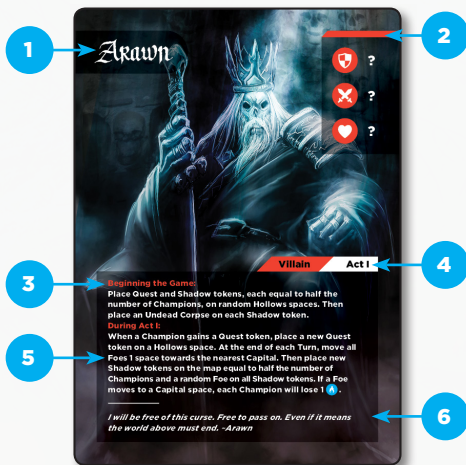 1
Arawn
2
?
?
?
Villain
Act I
4
3
Beginning the Game:
Place Quest and Shadow tokens, each equal to half the
number of Champions, on random Hollows spaces. Then
place an Undead Corpse on each Shadow token.
During Act I:
When a Champion gains a Quest token, place a new Quest
token on a Hollows space. At the end of each Turn, move all
5
Foes 1 space towards the nearest Capital. Then place new
Shadow tokens on the map equal to half the number of
Champions and a random Foe on all Shadow tokens. If a Foe
moves to a Capital space, each Champion will lose 1 .
I will be free of this curse. Free to pass on. Even if it means
the world above must end. -Arawn
6